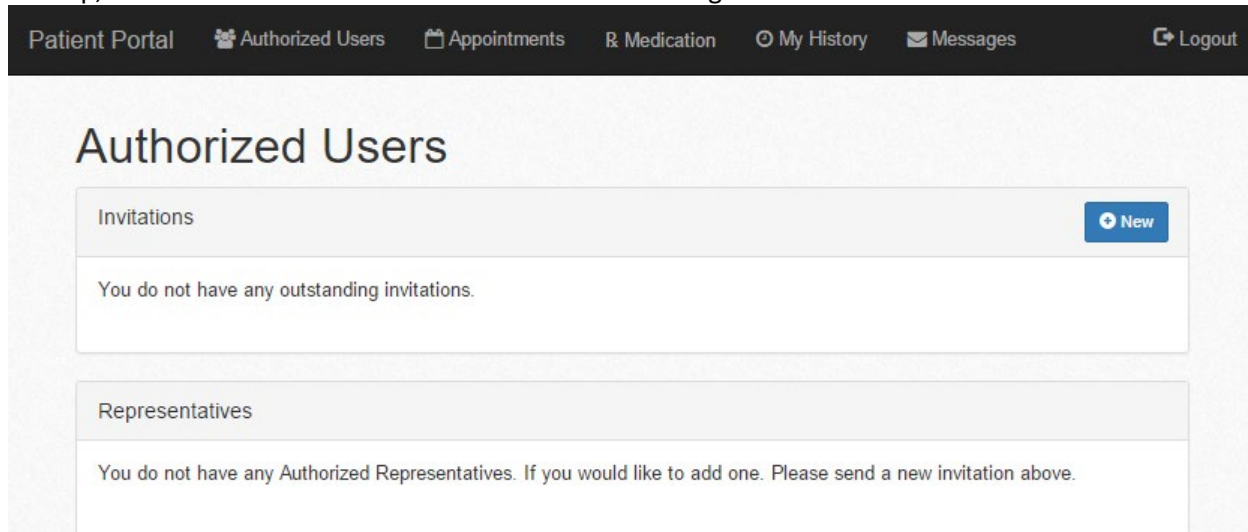 Patient Portal Authorized Users Appointments ℞ Medication My History Messages Logout
Authorized Users
Invitations New
You do not have any outstanding invitations.
Representatives
You do not have any Authorized Representatives. If you would like to add one. Please send a new invitation above.